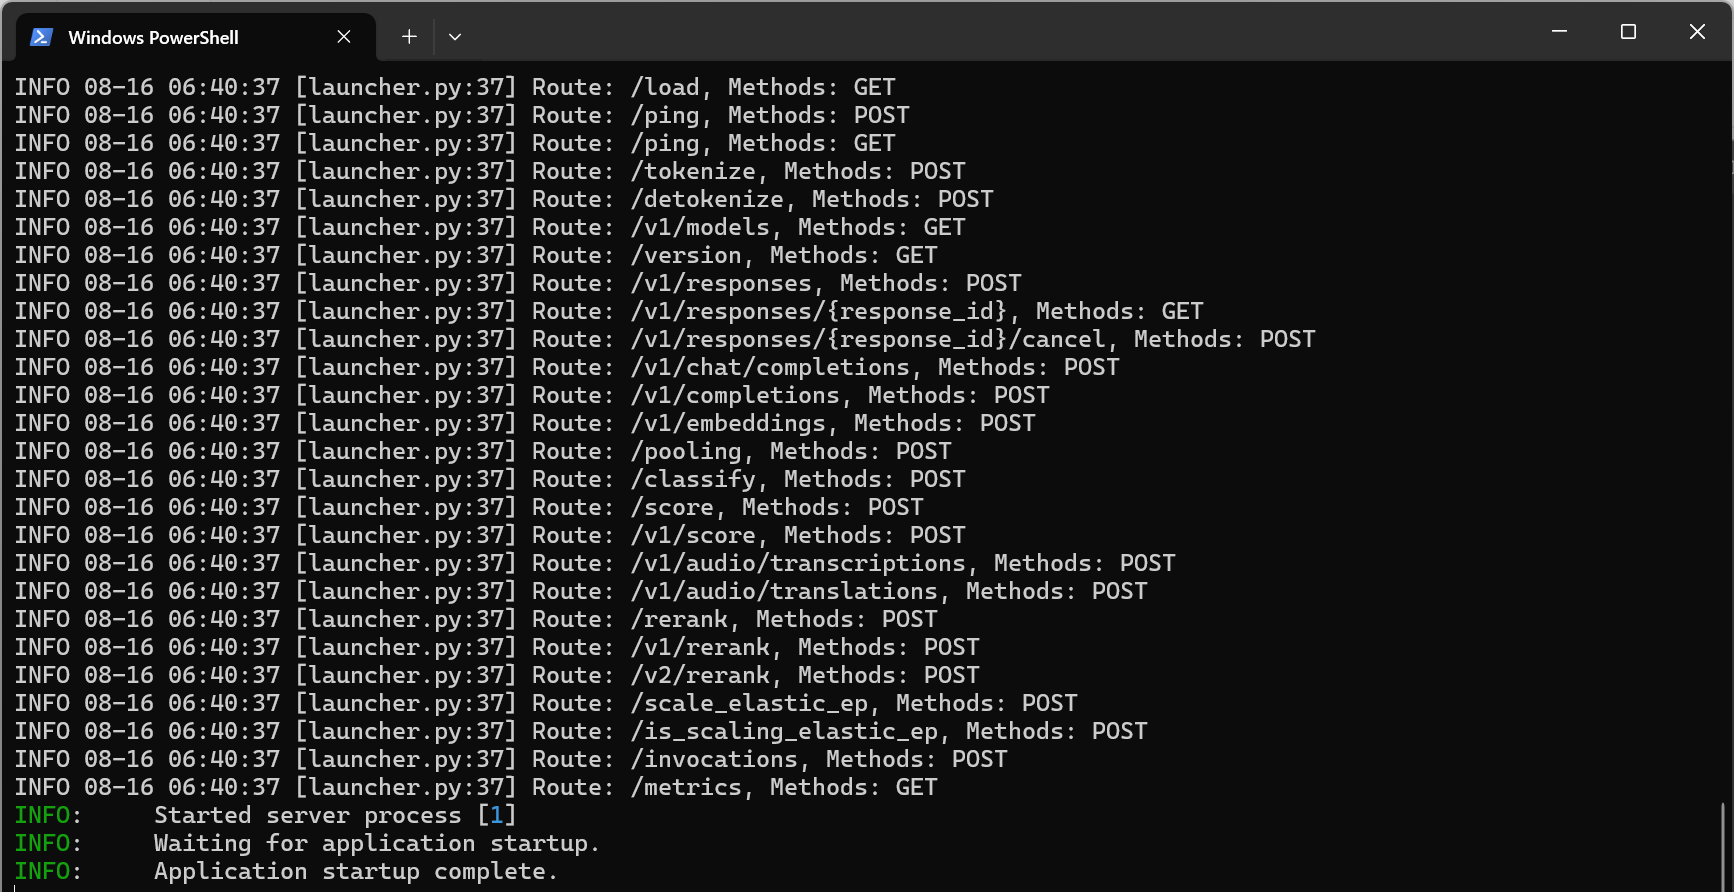 Windows PowerShell
INFO 08-16 06:40:37 [launcher.py:37] Route: /load, Methods: GET
INFO 08-16 06:40:37 [launcher.py:37] Route: /ping, Methods: POST
INFO 08-16 06:40:37 [launcher.py:37] Route: /ping, Methods: GET
INFO 08-16 06:40:37 [launcher.py:37] Route: /tokenize, Methods: POST
INFO 08-16 06:40:37 [launcher.py:37] Route: /detokenize, Methods: POST
INFO 08-16 06:40:37 [launcher.py:37] Route: /v1/models, Methods: GET
INFO 08-16 06:40:37 [launcher.py:37] Route: /version, Methods: GET
INFO 08-16 06:40:37 [launcher.py:37] Route: /v1/responses, Methods: POST
INFO 08-16 06:40:37 [launcher.py:37] Route: /v1/responses/{response_id}, Methods: GET
INFO 08-16 06:40:37 [launcher.py:37] Route: /v1/responses/{response_id}/cancel, Methods: POST
INFO 08-16 06:40:37 [launcher.py:37] Route: /v1/chat/completions, Methods: POST
INFO 08-16 06:40:37 [launcher.py:37] Route: /v1/completions, Methods: POST
INFO 08-16 06:40:37 [launcher.py:37] Route: /v1/embeddings, Methods: POST
INFO 08-16 06:40:37 [launcher.py:37] Route: /pooling, Methods: POST
INFO 08-16 06:40:37 [launcher.py:37] Route: /classify, Methods: POST
INFO 08-16 06:40:37 [launcher.py:37] Route: /score, Methods: POST
INFO 08-16 06:40:37 [launcher.py:37] Route: /v1/score, Methods: POST
INFO 08-16 06:40:37 [launcher.py:37] Route: /v1/audio/transcriptions, Methods: POST
INFO 08-16 06:40:37 [launcher.py:37] Route: /v1/audio/translations, Methods: POST
INFO 08-16 06:40:37 [launcher.py:37] Route: /rerank, Methods: POST
INFO 08-16 06:40:37 [launcher.py:37] Route: /v1/rerank, Methods: POST
INFO 08-16 06:40:37 [launcher.py:37] Route: /v2/rerank, Methods: POST
INFO 08-16 06:40:37 [launcher.py:37] Route: /scale_elastic_ep, Methods: POST
INFO 08-16 06:40:37 [launcher.py:37] Route: /is_scaling_elastic_ep, Methods: POST
INFO 08-16 06:40:37 [launcher.py:37] Route: /invocations, Methods: POST
INFO 08-16 06:40:37 [launcher.py:37] Route: /metrics, Methods: GET
INFO:     Started server process [1]
INFO:     Waiting for application startup.
INFO:     Application startup complete.